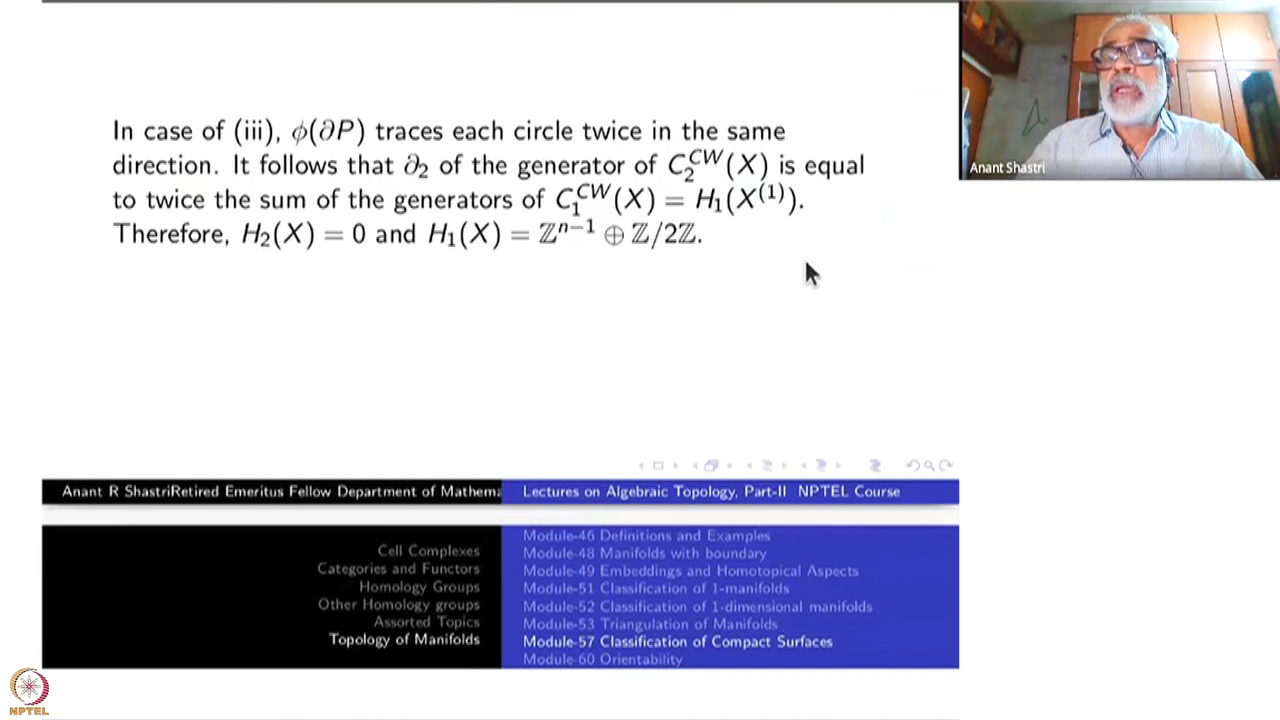 In case of (iii), ϕ(∂P) traces each circle twice in the same
direction. It follows that ∂₂ of the generator of C₂^{CW}(X) is equal
to twice the sum of the generators of C₁^{CW}(X) = H₁(X^{(1)}).
Therefore, H₂(X) = 0 and H₁(X) = ℤ^{n−1} ⊕ ℤ/2ℤ.
Anant Shastri
Anant R ShastriRetired Emeritus Fellow Department of Mathema
Lectures on Algebraic Topology, Part-II NPTEL Course
Cell Complexes
Categories and Functors
Homology Groups
Other Homology groups
Assorted Topics
Topology of Manifolds
Module-46 Definitions and Examples
Module-48 Manifolds with boundary
Module-49 Embeddings and Homotopical Aspects
Module-51 Classification of 1-manifolds
Module-52 Classification of 1-dimensional manifolds
Module-53 Triangulation of Manifolds
Module-57 Classification of Compact Surfaces
Module-60 Orientability
NPTEL